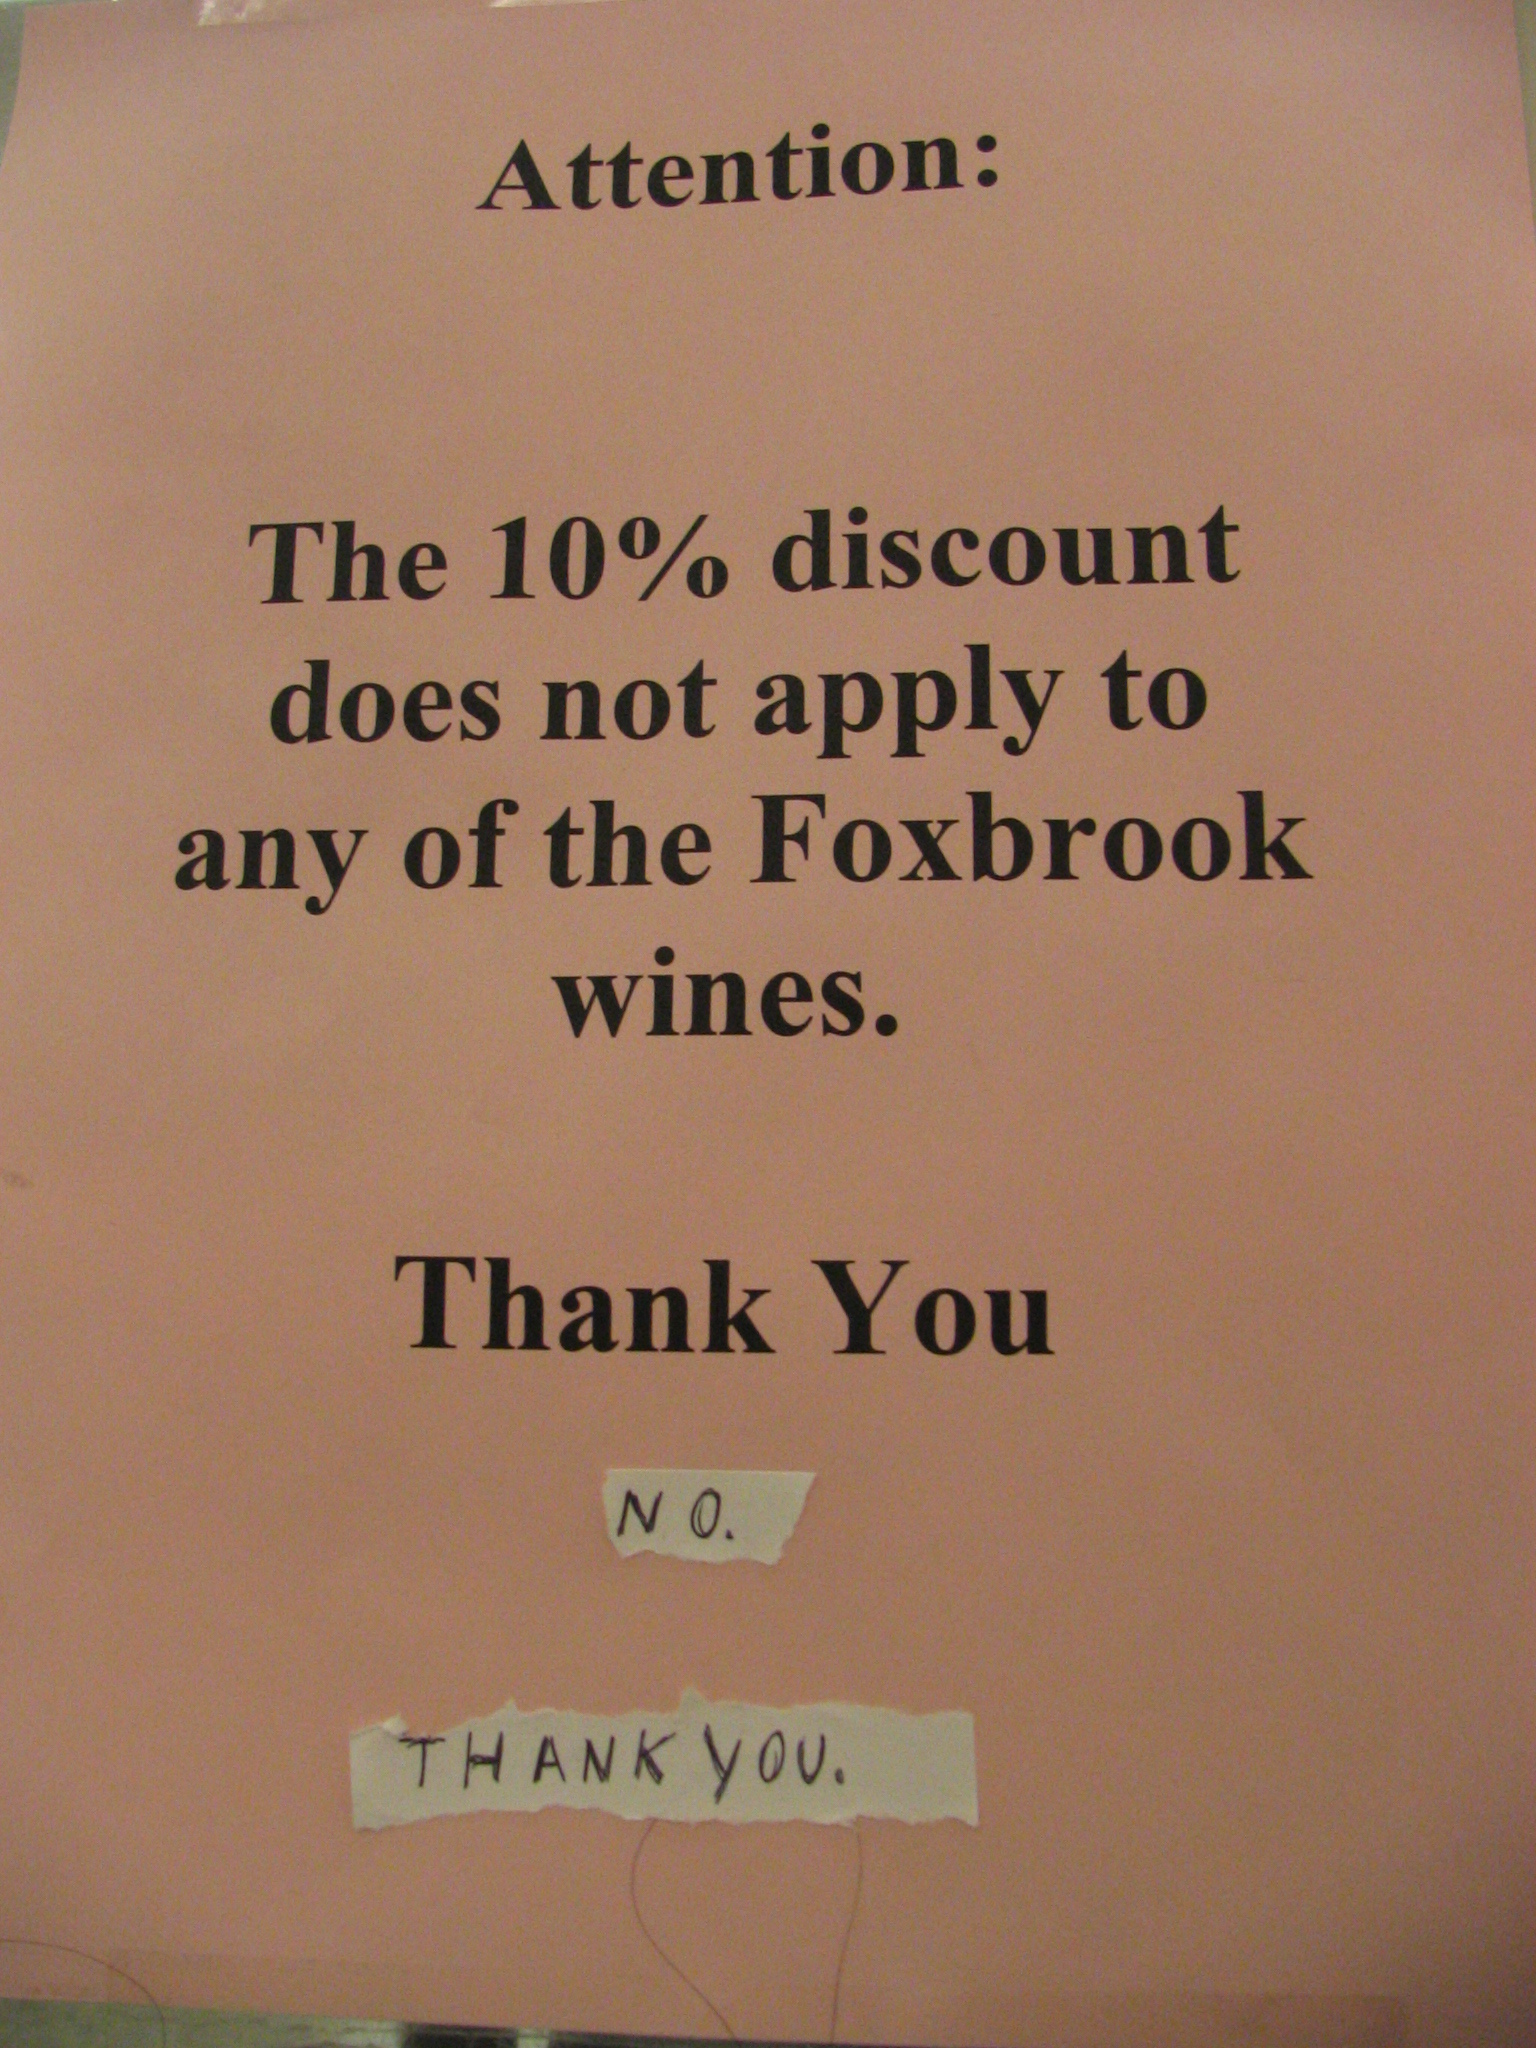 Attention:
The 10% discount
does not apply to
any of the Foxbrook
wines.
Thank You
NO.
THANK YOU.